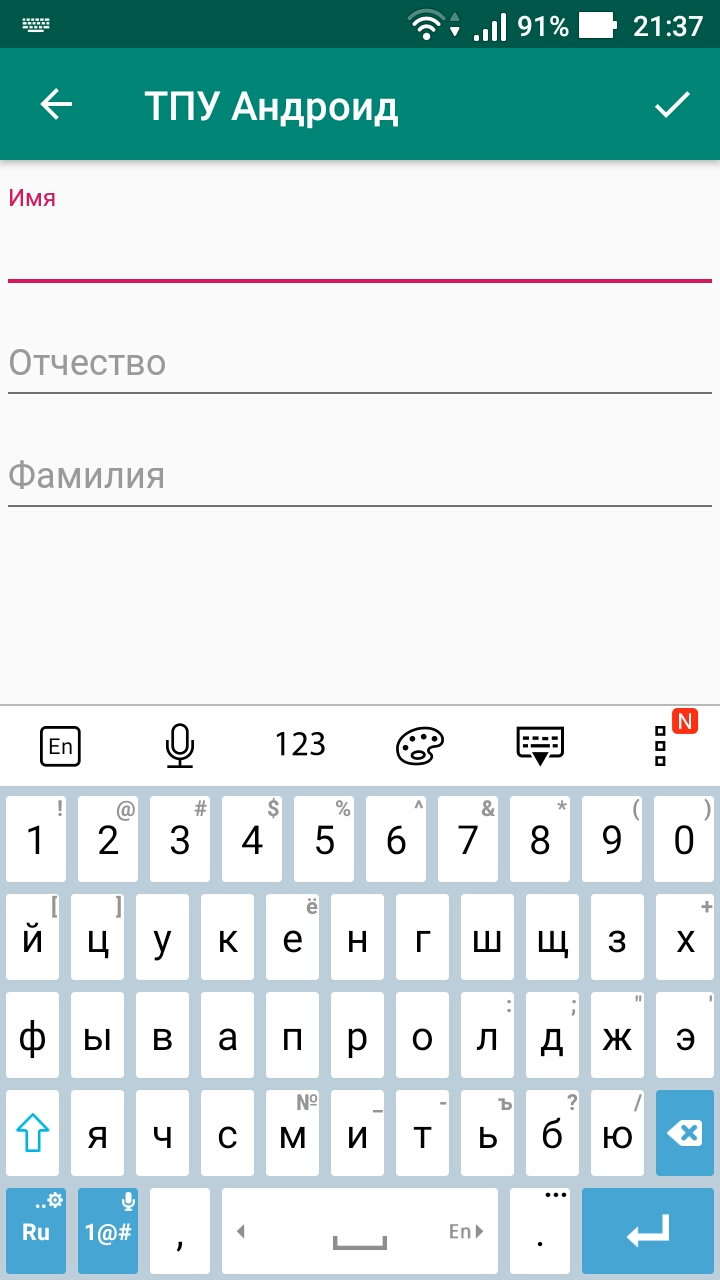 91% 21:37
ТПУ Андроид
Имя
Отчество
Фамилия
En 123 N
! @ # $ % ^ & * ( )
1 2 3 4 5 6 7 8 9 0
[ ] ё +
й ц у к е н г ш щ з х
: ; " '
ф ы в а п р о л д ж э
№ _ - ъ ? /
я ч с м и т ь б ю
Ru 1@# , En . ...